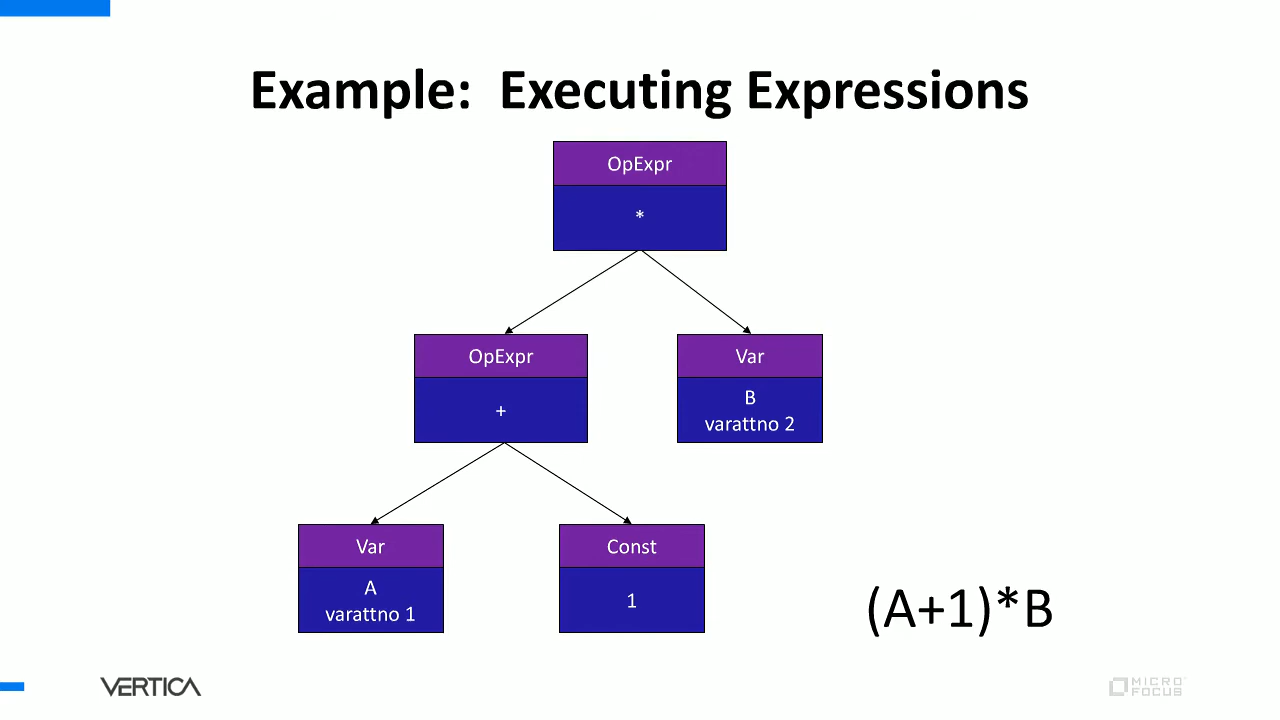 Example:  Executing Expressions
OpExpr
*
OpExpr
+
Var
B
varattno 2
Var
A
varattno 1
Const
1
(A+1)*B
VERTICA
MICRO
FOCUS